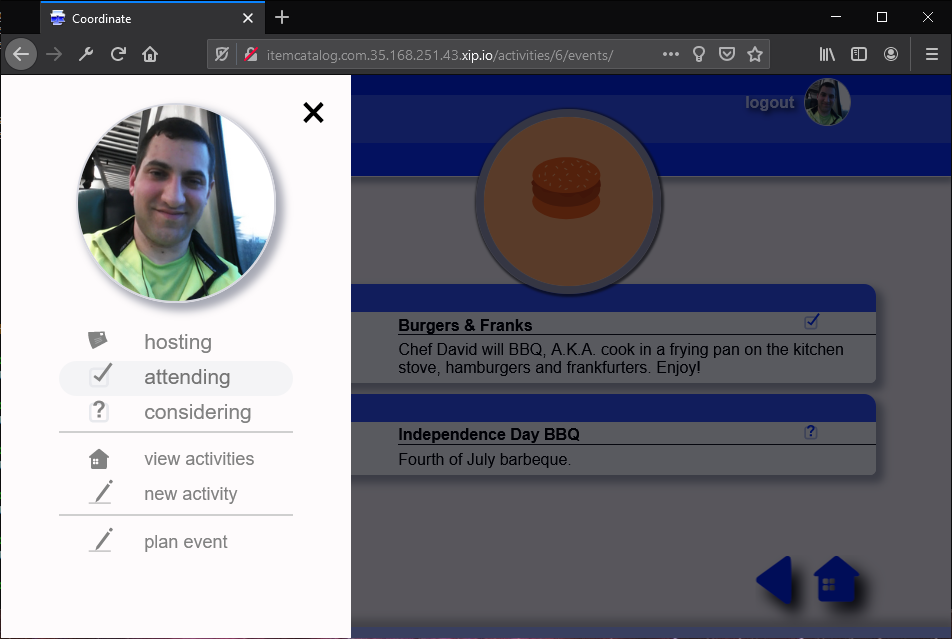 Coordinate
itemcatalog.com.35.168.251.43.xip.io/activities/6/events/
logout
hosting
attending
considering
view activities
new activity
plan event
Burgers & Franks
Chef David will BBQ, A.K.A. cook in a frying pan on the kitchen
stove, hamburgers and frankfurters. Enjoy!
Independence Day BBQ
Fourth of July barbeque.